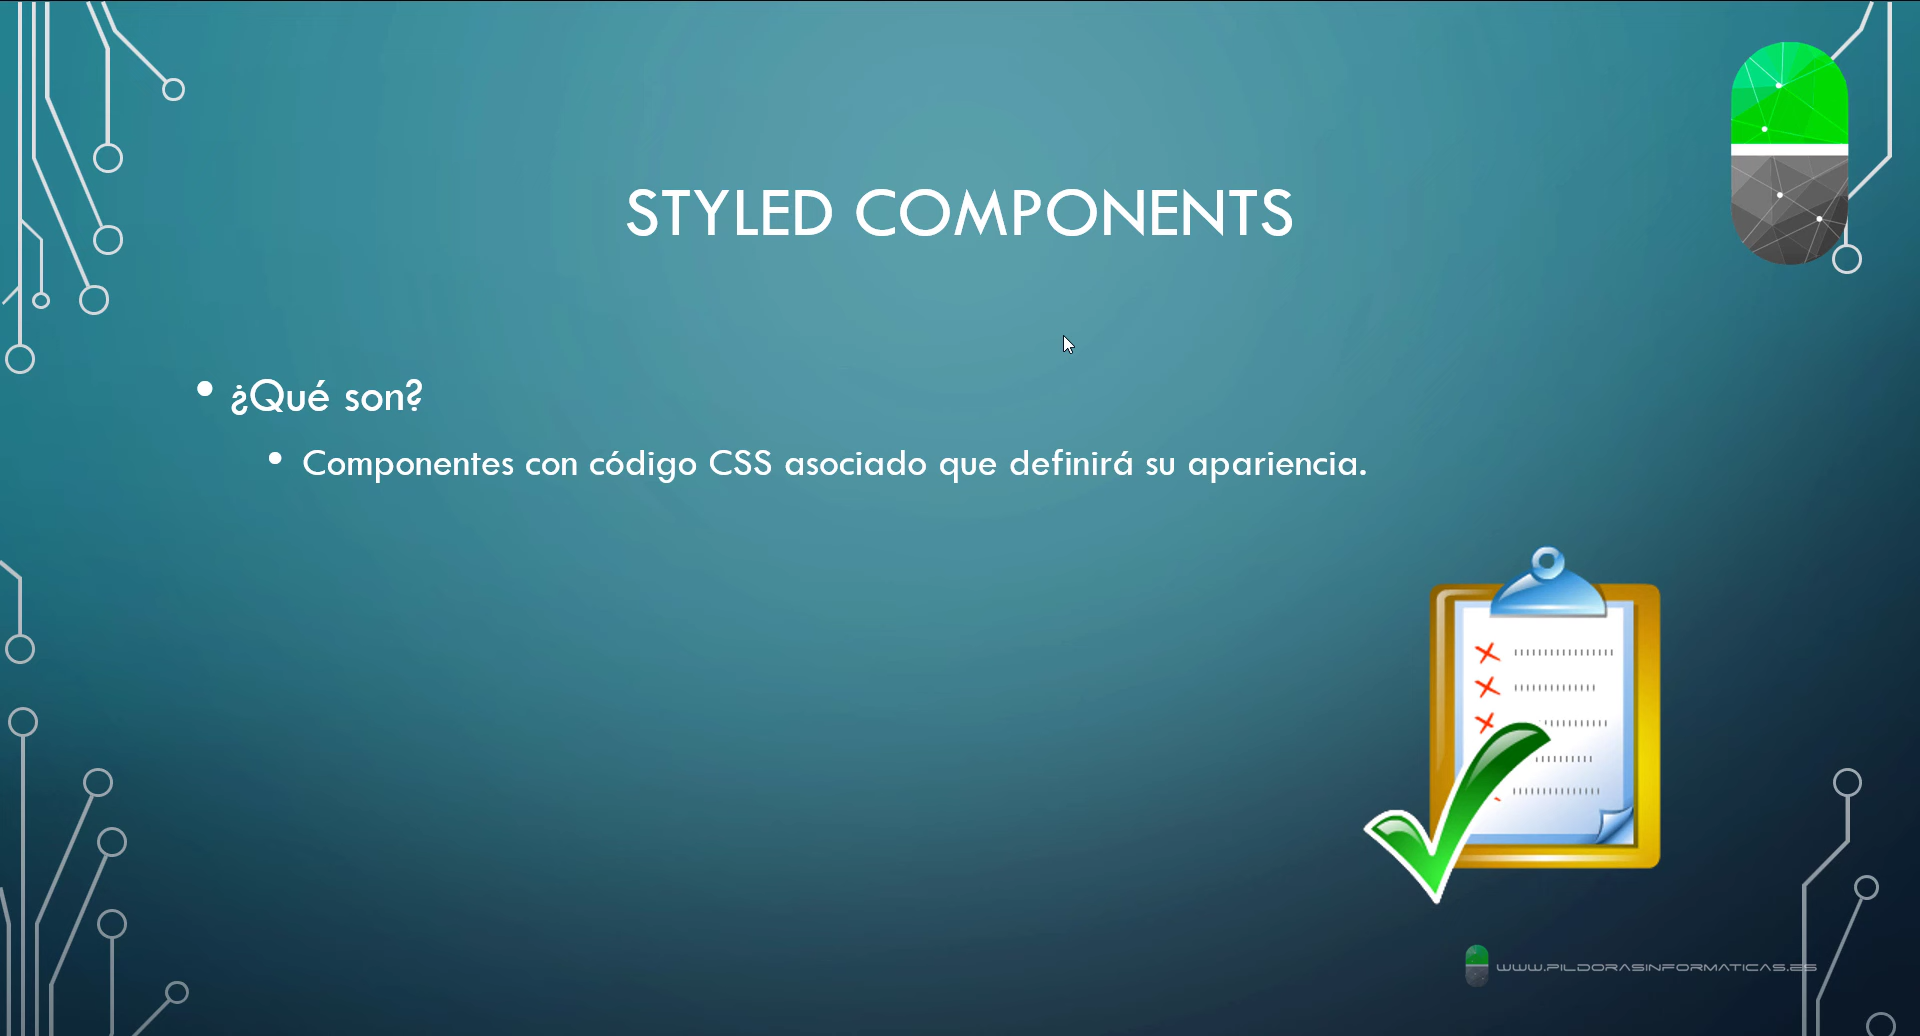 STYLED COMPONENTS
• ¿Qué son?
• Componentes con código CSS asociado que definirá su apariencia.
WWW.PILDORASINFORMATICAS.ES